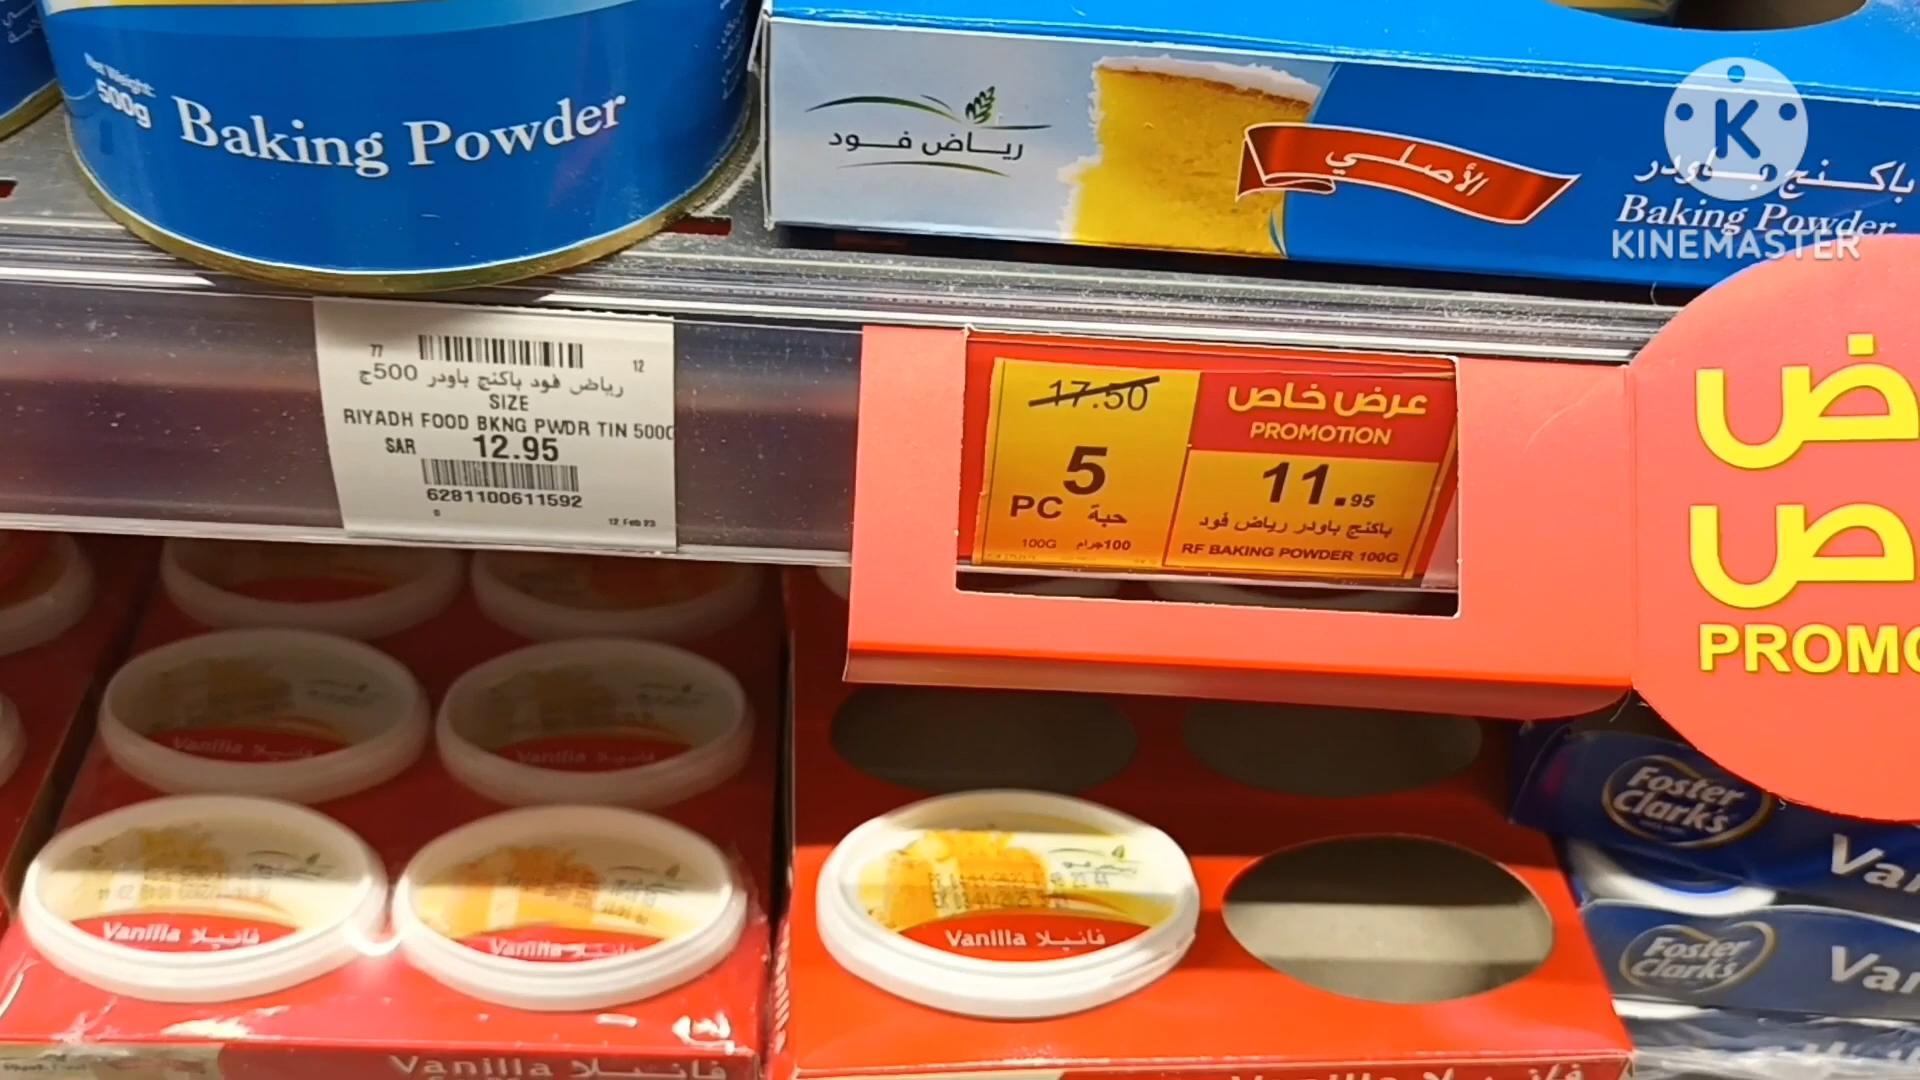 Net Weight:
500g
Baking Powder
رياض فود
الأصلي
باكنج باودر
Baking Powder
KINEMASTER
K
77
12
رياض فود باكنج باودر 500ج
SIZE
RIYADH FOOD BKNG PWDR TIN 500G
SAR 12.95
6281100611592
0
12 Feb 23
17.50
5
PC حبة
100G 100جرام
عرض خاص
PROMOTION
11.95
باكنج باودر رياض فود
RF BAKING POWDER 100G
ض
ص
PROMO
Vanilla فانيلا
Vanilla فانيلا
Vanilla فانيلا
Vanilla فانيلا
Vanilla فانيلا
Vanilla فانيلا
Foster Clark's
Va
Foster Clark's
Va